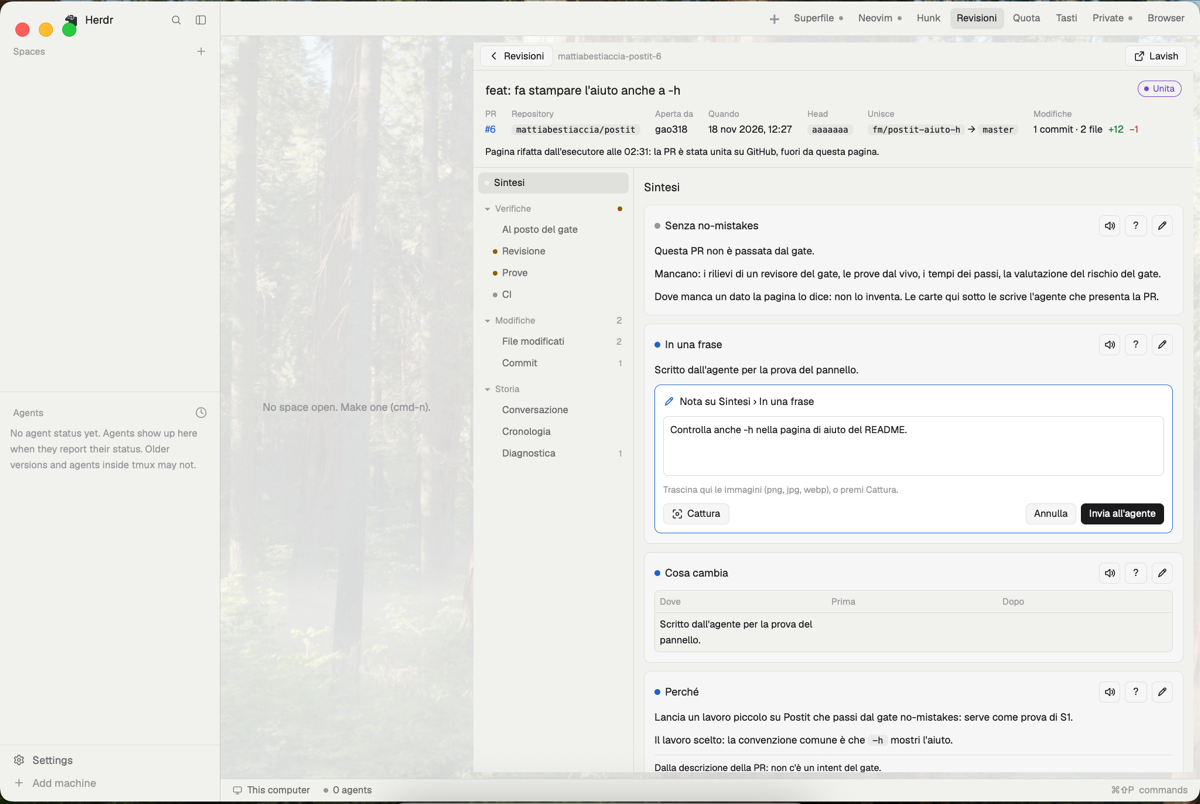 Herdr
Superfile
Neovim
Hunk
Revisioni
Quota
Tasti
Private
Browser
Spaces
Revisioni
mattiabestiaccia-postit-6
Lavish
feat: fa stampare l'aiuto anche a -h
Unita
PR
Repository
Aperta da
Quando
Head
Unisce
Modifiche
#6
mattiabestiaccia/postit
gao318
18 nov 2026, 12:27
aaaaaaa
fm/postit-aiuto-h → master
1 commit · 2 file +12 −1
Pagina rifatta dall'esecutore alle 02:31: la PR è stata unita su GitHub, fuori da questa pagina.
Sintesi
Verifiche
Al posto del gate
Revisione
Prove
CI
Modifiche 2
File modificati 2
Commit 1
Storia
Conversazione
Cronologia
Diagnostica 1
Sintesi
Senza no-mistakes
?
Questa PR non è passata dal gate.
Mancano: i rilievi di un revisore del gate, le prove dal vivo, i tempi dei passi, la valutazione del rischio del gate.
Dove manca un dato la pagina lo dice: non lo inventa. Le carte qui sotto le scrive l'agente che presenta la PR.
In una frase
?
Scritto dall'agente per la prova del pannello.
Nota su Sintesi › In una frase
Controlla anche -h nella pagina di aiuto del README.
Trascina qui le immagini (png, jpg, webp), o premi Cattura.
Cattura
Annulla
Invia all'agente
Cosa cambia
?
Dove
Prima
Dopo
Scritto dall'agente per la prova del
pannello.
Perché
?
Lancia un lavoro piccolo su Postit che passi dal gate no-mistakes: serve come prova di S1.
Il lavoro scelto: la convenzione comune è che -h mostri l'aiuto.
Dalla descrizione della PR: non c'è un intent del gate.
No space open. Make one (cmd-n).
Agents
No agent status yet. Agents show up here
when they report their status. Older
versions and agents inside tmux may not.
Settings
Add machine
This computer
0 agents
⌘⇧P commands